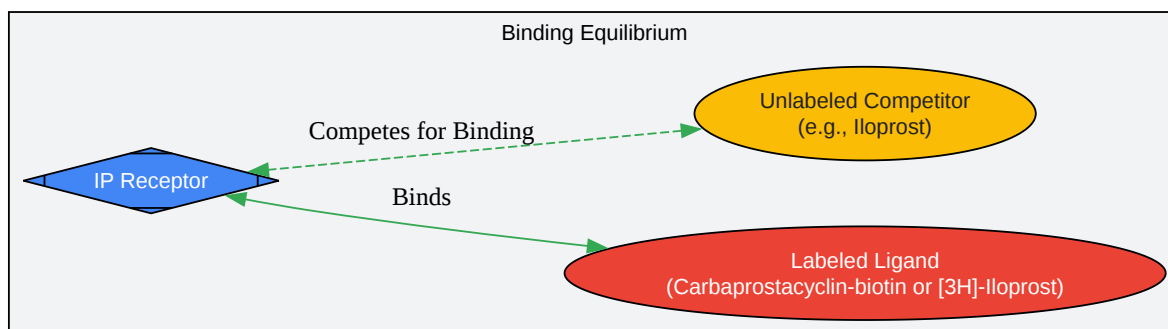 Binding Equilibrium
Unlabeled Competitor
(e.g., Iloprost)
Competes for Binding
IP Receptor
Binds
Labeled Ligand
(Carbaprostacyclin-biotin or [3H]-Iloprost)